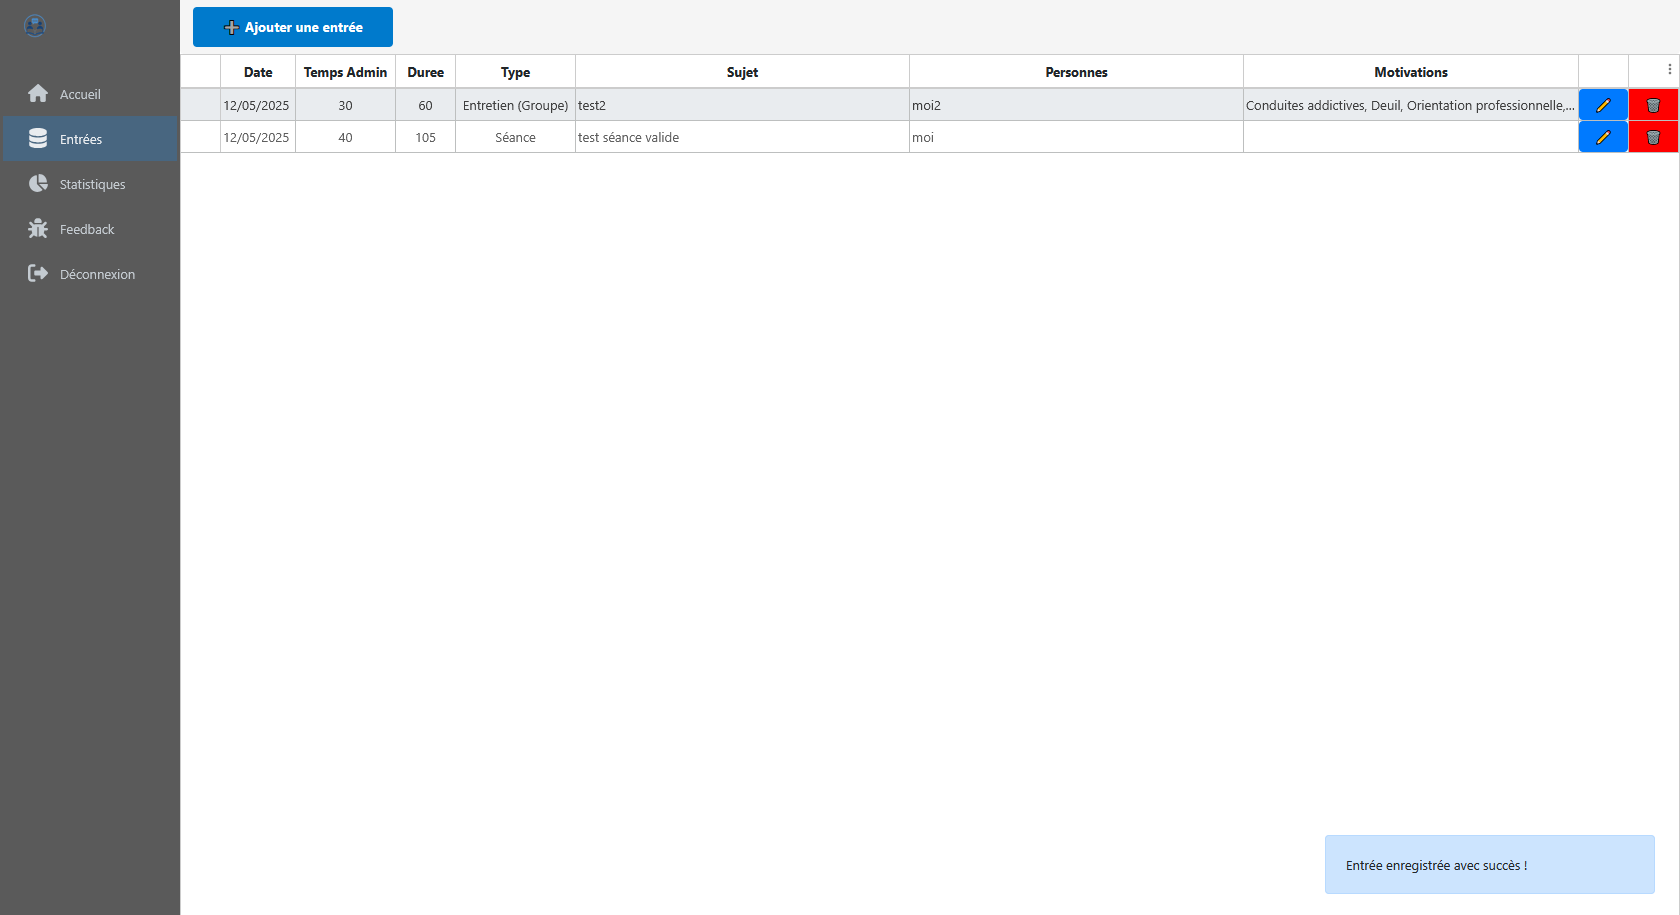 Ajouter une entrée
Accueil
Entrées
Statistiques
Feedback
Déconnexion
Date Temps Admin Duree Type Sujet Personnes Motivations
12/05/2025 30 60 Entretien (Groupe) test2 moi2 Conduites addictives, Deuil, Orientation professionnelle,...
12/05/2025 40 105 Séance test séance valide moi
Entrée enregistrée avec succès !